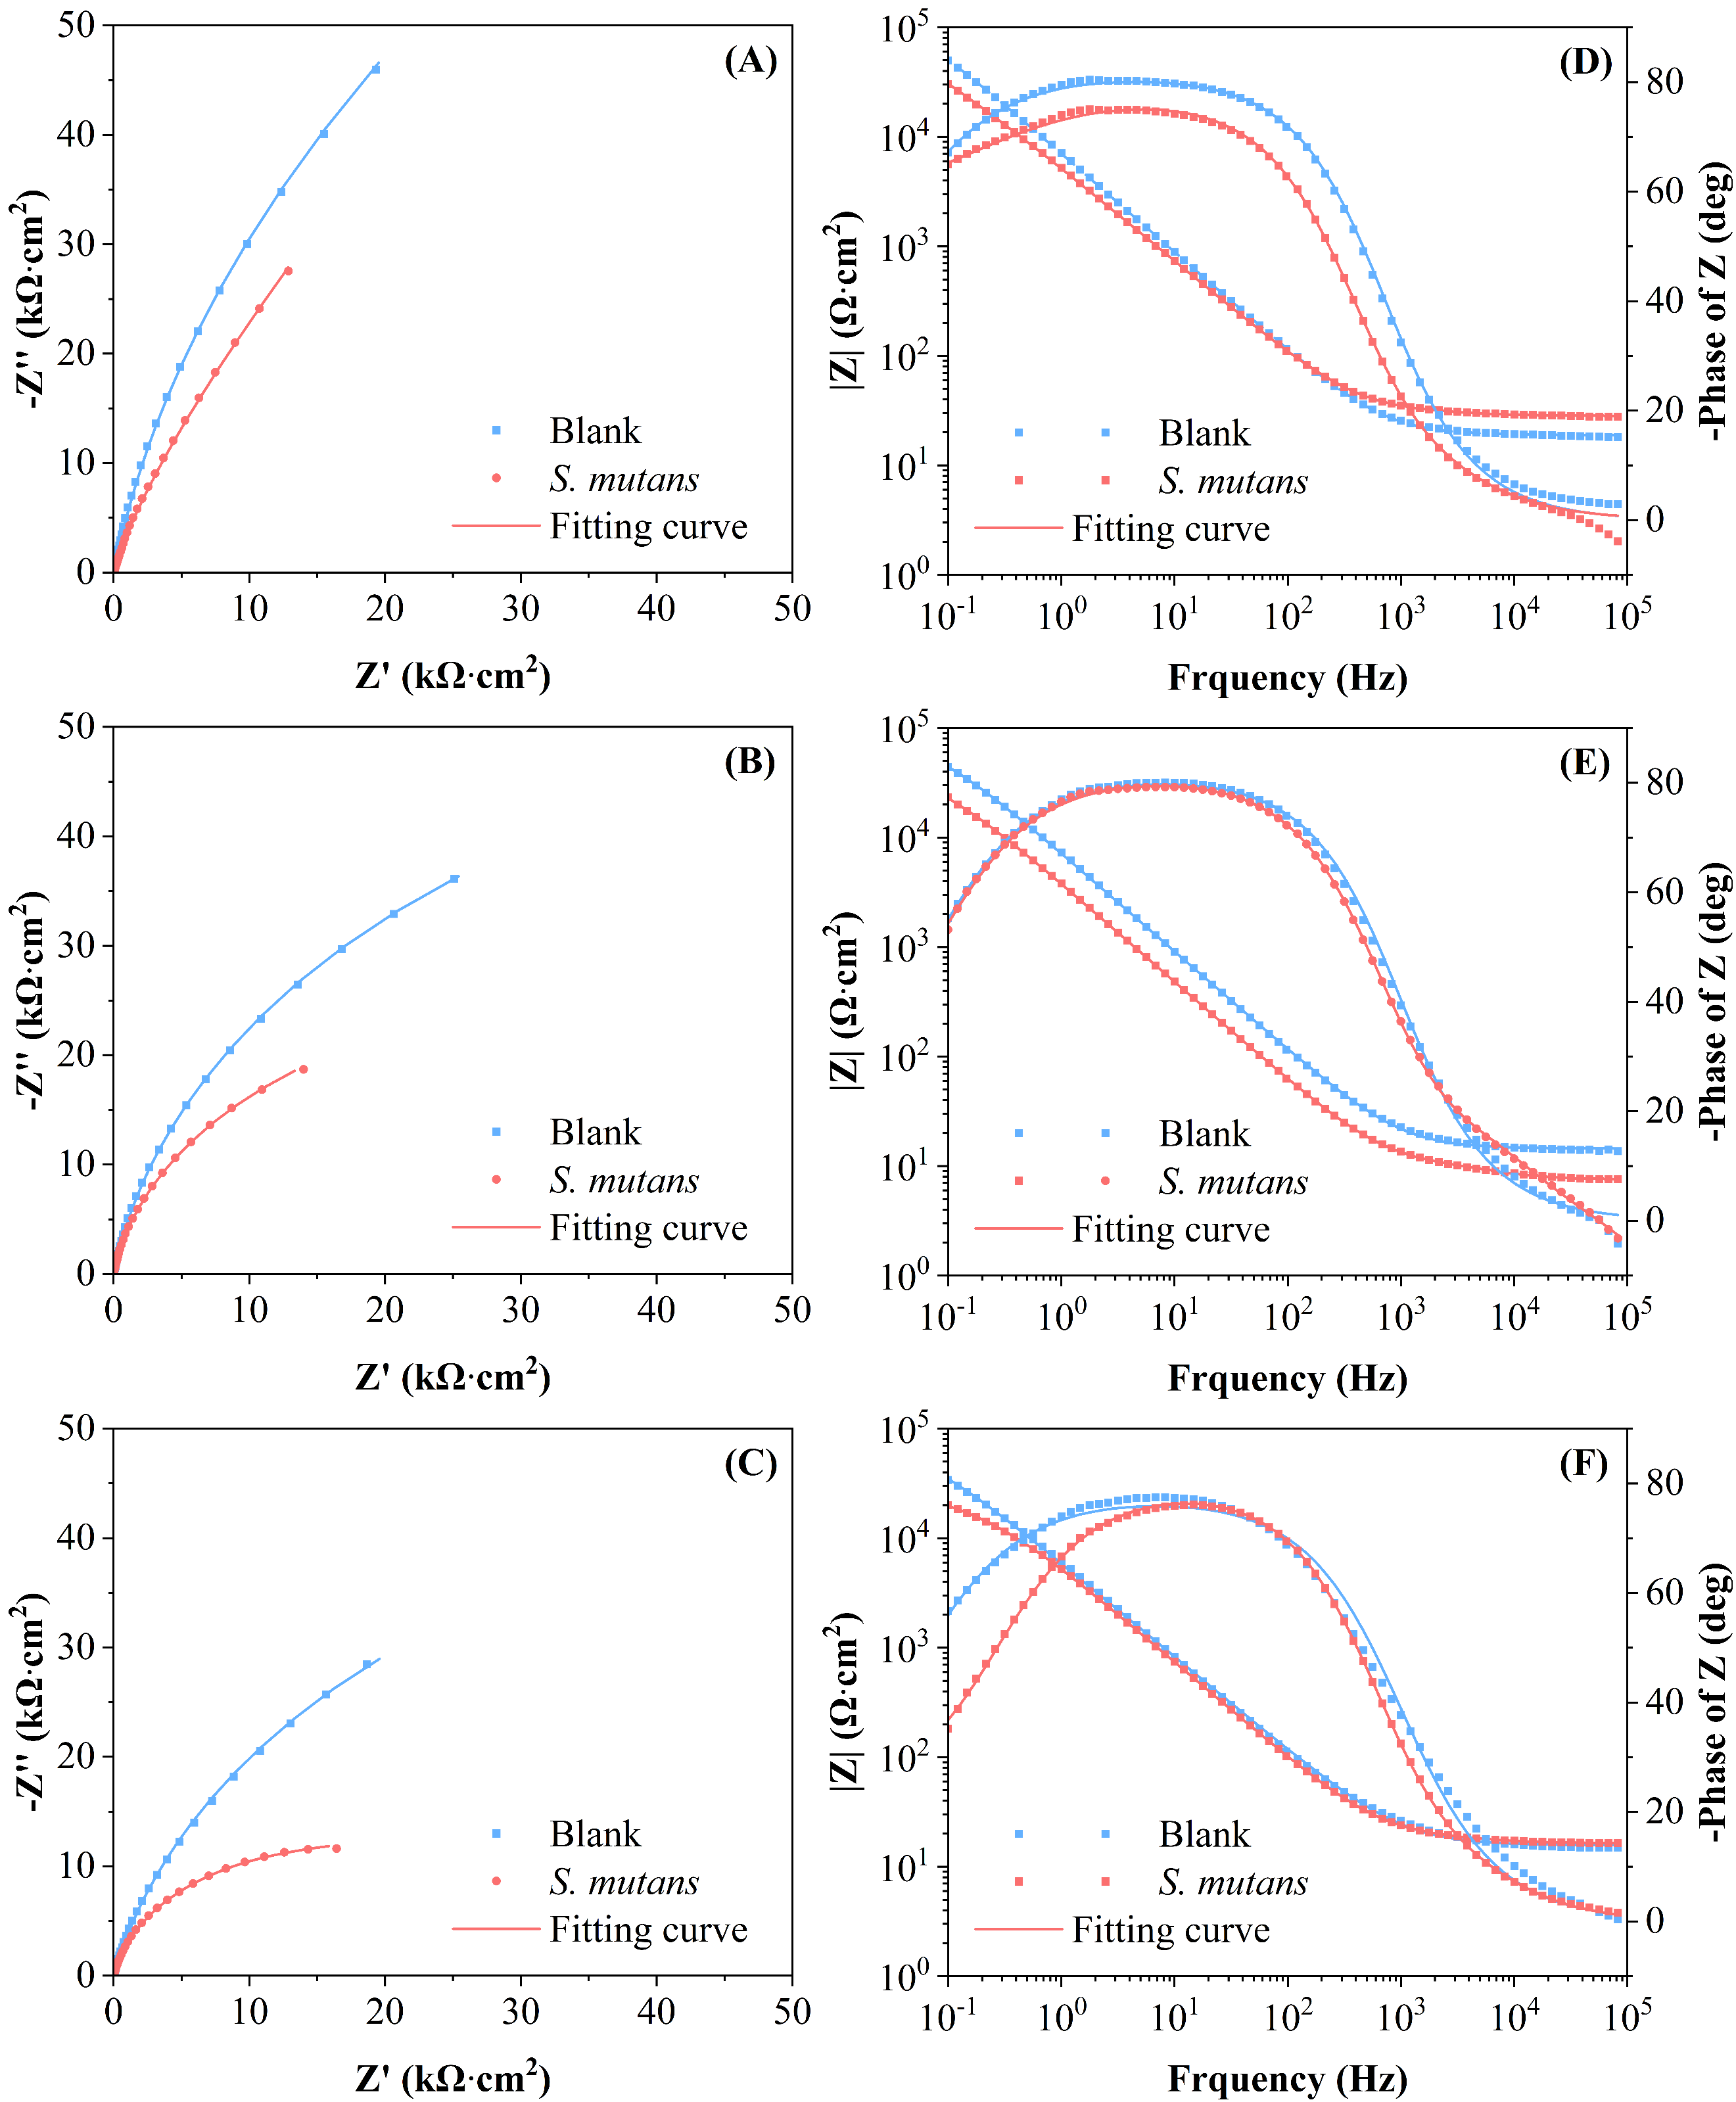 50
40
30
20
10
0
-Z'' (kΩ·cm²)
(A)
Blank
S. mutans
Fitting curve
0 10 20 30 40 50
Z' (kΩ·cm²)
10⁵
10⁴
10³
10²
10¹
10⁰
|Z| (Ω·cm²)
(D)
Blank
S. mutans
Fitting curve
80
60
40
20
0
-Phase of Z (deg)
10⁻¹ 10⁰ 10¹ 10² 10³ 10⁴ 10⁵
Frquency (Hz)
50
40
30
20
10
0
-Z'' (kΩ·cm²)
(B)
Blank
S. mutans
Fitting curve
0 10 20 30 40 50
Z' (kΩ·cm²)
10⁵
10⁴
10³
10²
10¹
10⁰
|Z| (Ω·cm²)
(E)
Blank
S. mutans
Fitting curve
80
60
40
20
0
-Phase of Z (deg)
10⁻¹ 10⁰ 10¹ 10² 10³ 10⁴ 10⁵
Frquency (Hz)
50
40
30
20
10
0
-Z'' (kΩ·cm²)
(C)
Blank
S. mutans
Fitting curve
0 10 20 30 40 50
Z' (kΩ·cm²)
10⁵
10⁴
10³
10²
10¹
10⁰
|Z| (Ω·cm²)
(F)
Blank
S. mutans
Fitting curve
80
60
40
20
0
-Phase of Z (deg)
10⁻¹ 10⁰ 10¹ 10² 10³ 10⁴ 10⁵
Frquency (Hz)